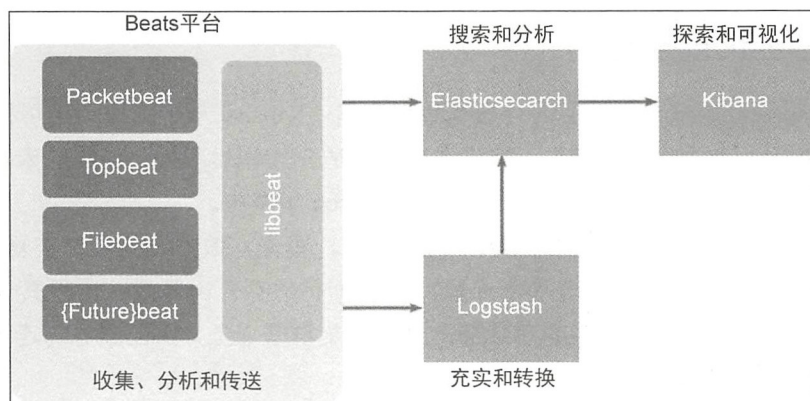 Beats平台
Packetbeat
Topbeat
Filebeat
{Future}beat
libbeat
收集、分析和传送
搜索和分析
Elasticsecarch
Logstash
充实和转换
探索和可视化
Kibana